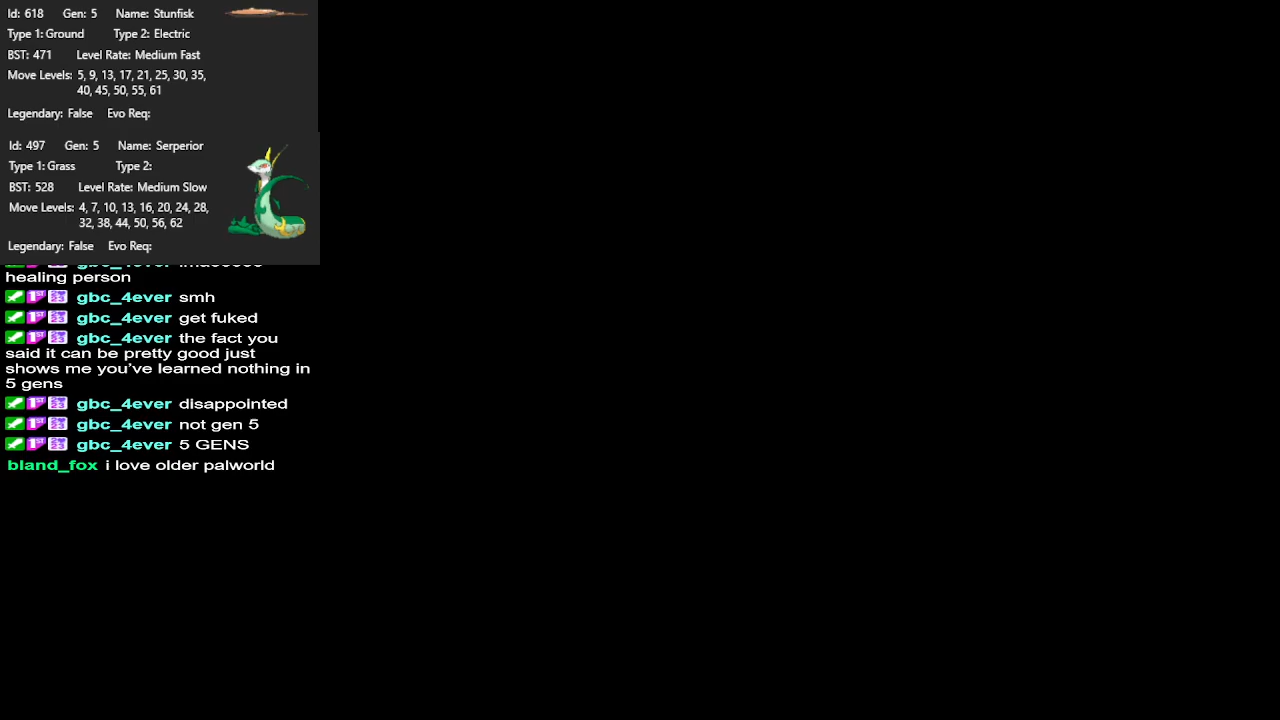 Id: 618 Gen: 5 Name: Stunfisk
Type 1: Ground Type 2: Electric
BST: 471 Level Rate: Medium Fast
Move Levels: 5, 9, 13, 17, 21, 25, 30, 35,
40, 45, 50, 55, 61
Legendary: False Evo Req:
Id: 497 Gen: 5 Name: Serperior
Type 1: Grass Type 2:
BST: 528 Level Rate: Medium Slow
Move Levels: 4, 7, 10, 13, 16, 20, 24, 28,
32, 38, 44, 50, 56, 62
Legendary: False Evo Req:
gbc_4ever
healing person
gbc_4ever smh
gbc_4ever get fuked
gbc_4ever the fact you
said it can be pretty good just
shows me you've learned nothing in
5 gens
gbc_4ever disappointed
gbc_4ever not gen 5
gbc_4ever 5 GENS
bland_fox i love older palworld